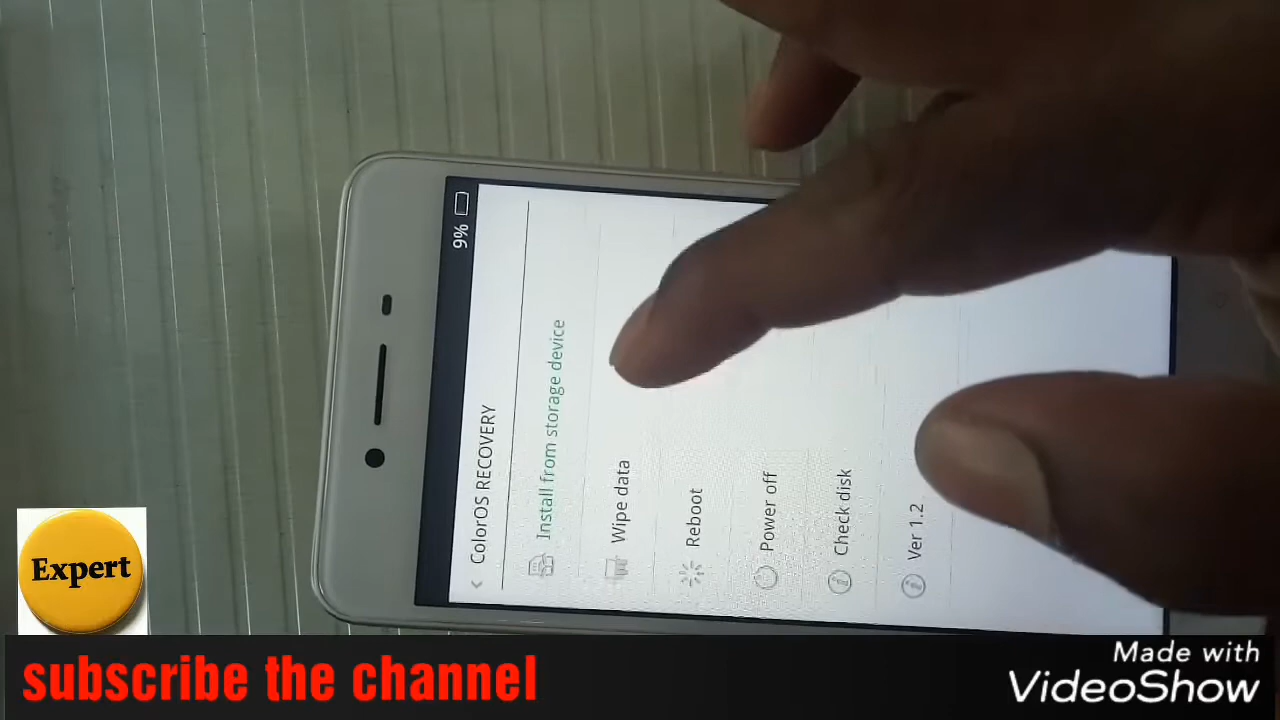 9%
ColorOS RECOVERY
Install from storage device
Wipe data
Reboot
Power off
Check disk
Ver 1.2
Expert
subscribe the channel
Made with
VideoShow